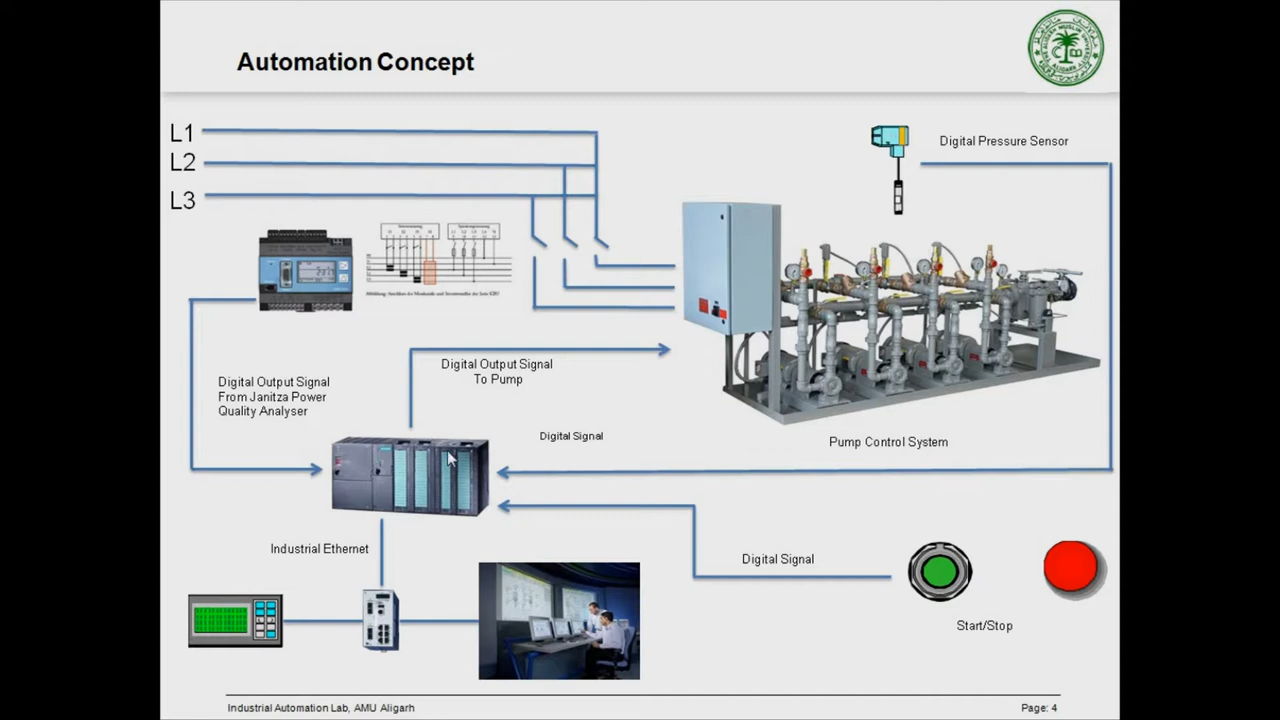 Automation Concept
L1
L2
L3
Digital Pressure Sensor
Digital Output Signal
To Pump
Digital Output Signal
From Janitza Power
Quality Analyser
Digital Signal
Pump Control System
Industrial Ethernet
Digital Signal
Start/Stop
Industrial Automation Lab, AMU Aligarh
Page: 4